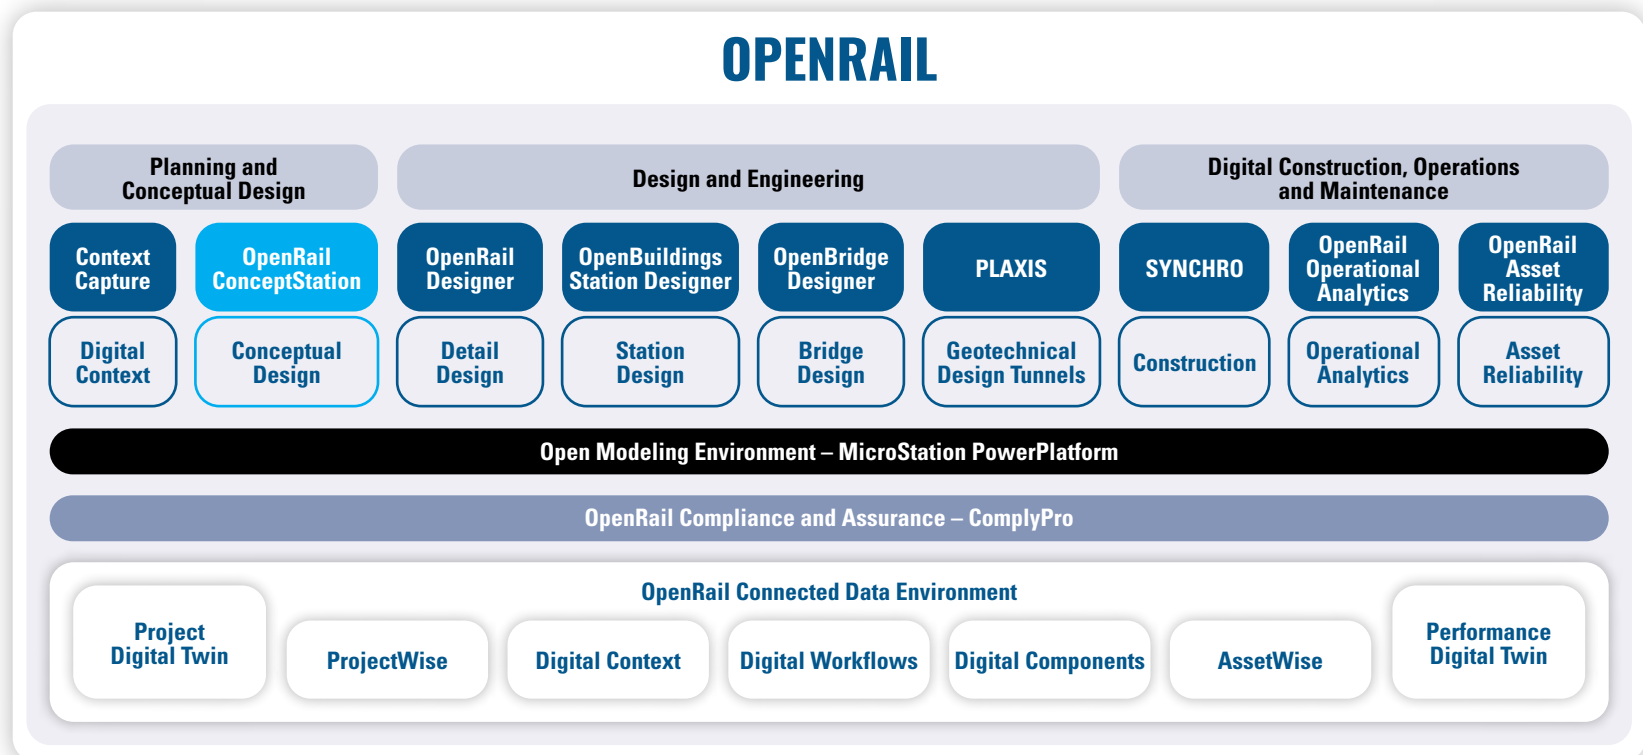 OPENRAIL
Planning and
Conceptual Design
Design and Engineering
Digital Construction, Operations
and Maintenance
Context
Capture
OpenRail
ConceptStation
OpenRail
Designer
OpenBuildings
Station Designer
OpenBridge
Designer
PLAXIS
SYNCHRO
OpenRail
Operational
Analytics
OpenRail
Asset
Reliability
Digital
Context
Conceptual
Design
Detail
Design
Station
Design
Bridge
Design
Geotechnical
Design Tunnels
Construction
Operational
Analytics
Asset
Reliability
Open Modeling Environment – MicroStation PowerPlatform
OpenRail Compliance and Assurance – ComplyPro
OpenRail Connected Data Environment
Project
Digital Twin
ProjectWise
Digital Context
Digital Workflows
Digital Components
AssetWise
Performance
Digital Twin